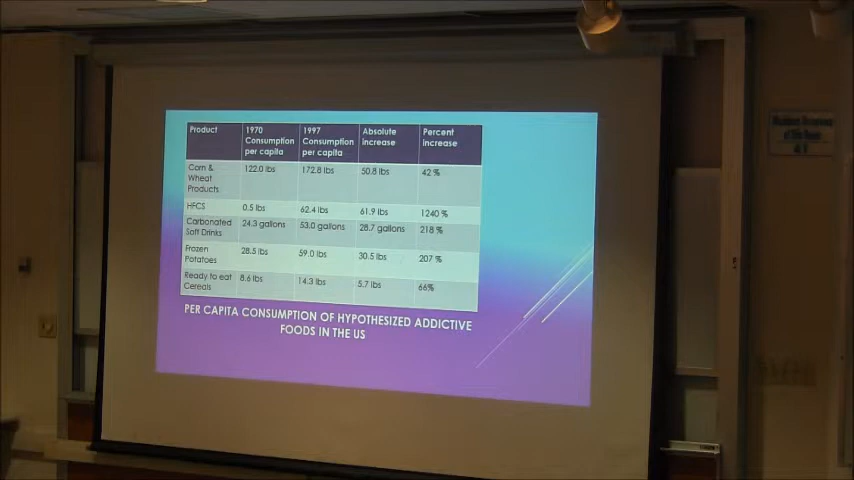 Product 1970 Consumption per capita 1997 Consumption per capita Absolute increase Percent increase
Corn & Wheat Products 122.0 lbs 172.8 lbs 50.8 lbs 42 %
HFCS 0.5 lbs 62.4 lbs 61.9 lbs 1240 %
Carbonated Soft Drinks 24.3 gallons 53.0 gallons 28.7 gallons 218 %
Frozen Potatoes 28.5 lbs 59.0 lbs 30.5 lbs 207 %
Ready to eat Cereals 8.6 lbs 14.3 lbs 5.7 lbs 66%
PER CAPITA CONSUMPTION OF HYPOTHESIZED ADDICTIVE
FOODS IN THE US